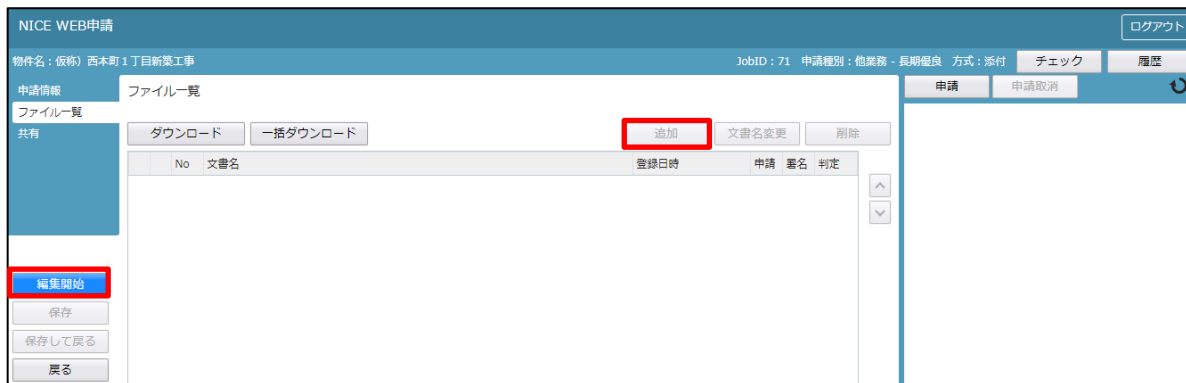 NICE WEB申請
ログアウト
物件名：仮称）西本町１丁目新築工事
JobID：71 申請種別：他業務 - 長期優良 方式：添付
チェック
履歴
申請情報
ファイル一覧
共有
ファイル一覧
申請
申請取消
ダウンロード
一括ダウンロード
追加
文書名変更
削除
No 文書名 登録日時 申請 署名 判定
編集開始
保存
保存して戻る
戻る